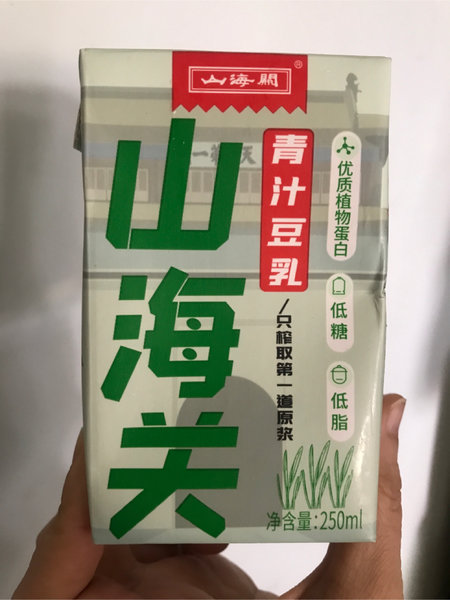 山海關
®
山海关
青汁豆乳
/只榨取第一道原浆
优质植物蛋白
低糖
低脂
净含量:250ml